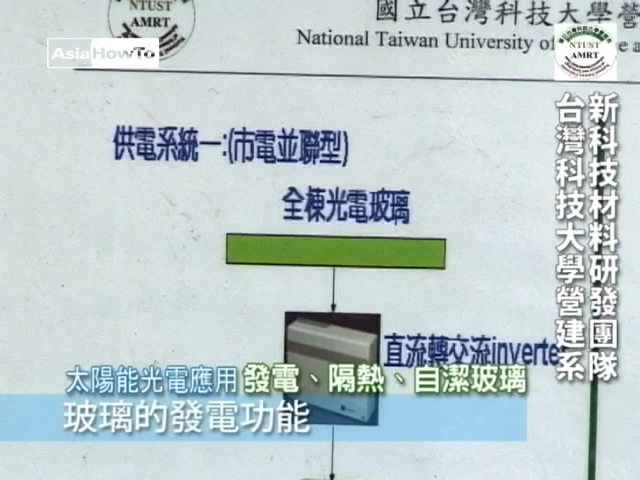 NTUST
AMRT
AsiaHowTo
國立台灣科技大學營
National Taiwan University of
NTUST
AMRT
新科技材料研發團隊
台灣科技大學營建系
供電系統一:(市電並聯型)
全棟光電玻璃
直流轉交流inverte
太陽能光電應用 發電、隔熱、自潔玻璃
玻璃的發電功能